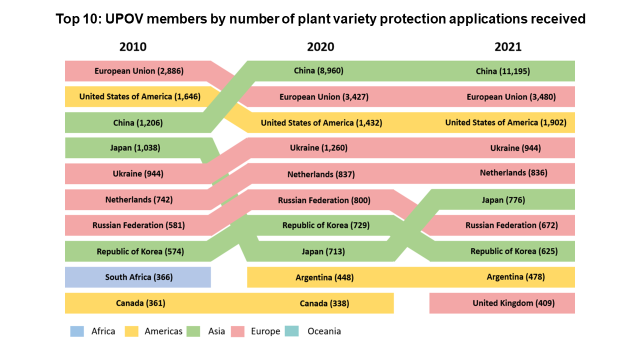 Top 10: UPOV members by number of plant variety protection applications received
2010 2020 2021
European Union (2,886) China (8,960) China (11,195)
United States of America (1,646) European Union (3,427) European Union (3,480)
China (1,206) United States of America (1,432) United States of America (1,902)
Japan (1,038) Ukraine (1,260) Ukraine (944)
Ukraine (944) Netherlands (837) Netherlands (836)
Netherlands (742) Russian Federation (800) Japan (776)
Russian Federation (581) Republic of Korea (729) Russian Federation (672)
Republic of Korea (574) Japan (713) Republic of Korea (625)
South Africa (366) Argentina (448) Argentina (478)
Canada (361) Canada (338) United Kingdom (409)
Africa Americas Asia Europe Oceania